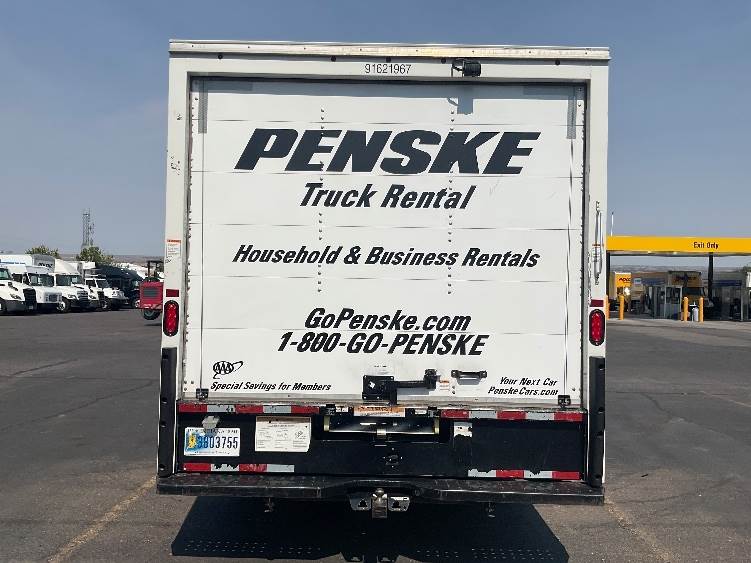 91621967
PENSKE
Truck Rental
Household & Business Rentals
GoPenske.com
1-800-GO-PENSKE
AAA
Special Savings for Members
Your Next Car
PenskeCars.com
Exit Only
3755